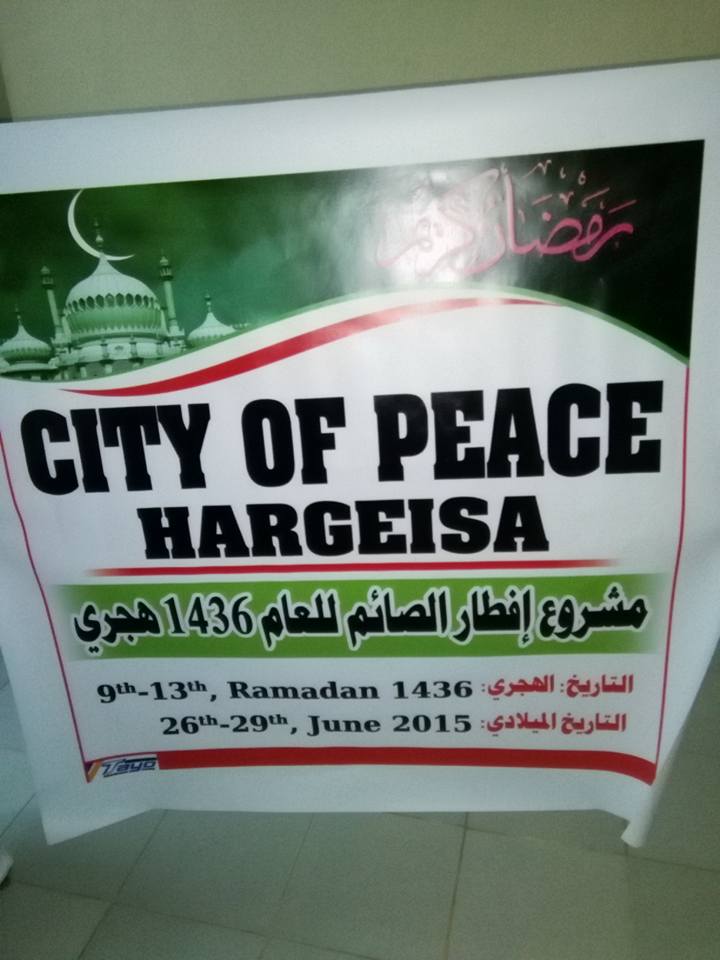 رمضان كريم
CITY OF PEACE
HARGEISA
مشروع إفطار الصائم للعام 1436 هجري
التاريخ: الهجري: 9th-13th, Ramadan 1436
التاريخ الميلادي: 26th-29th, June 2015
Tayo